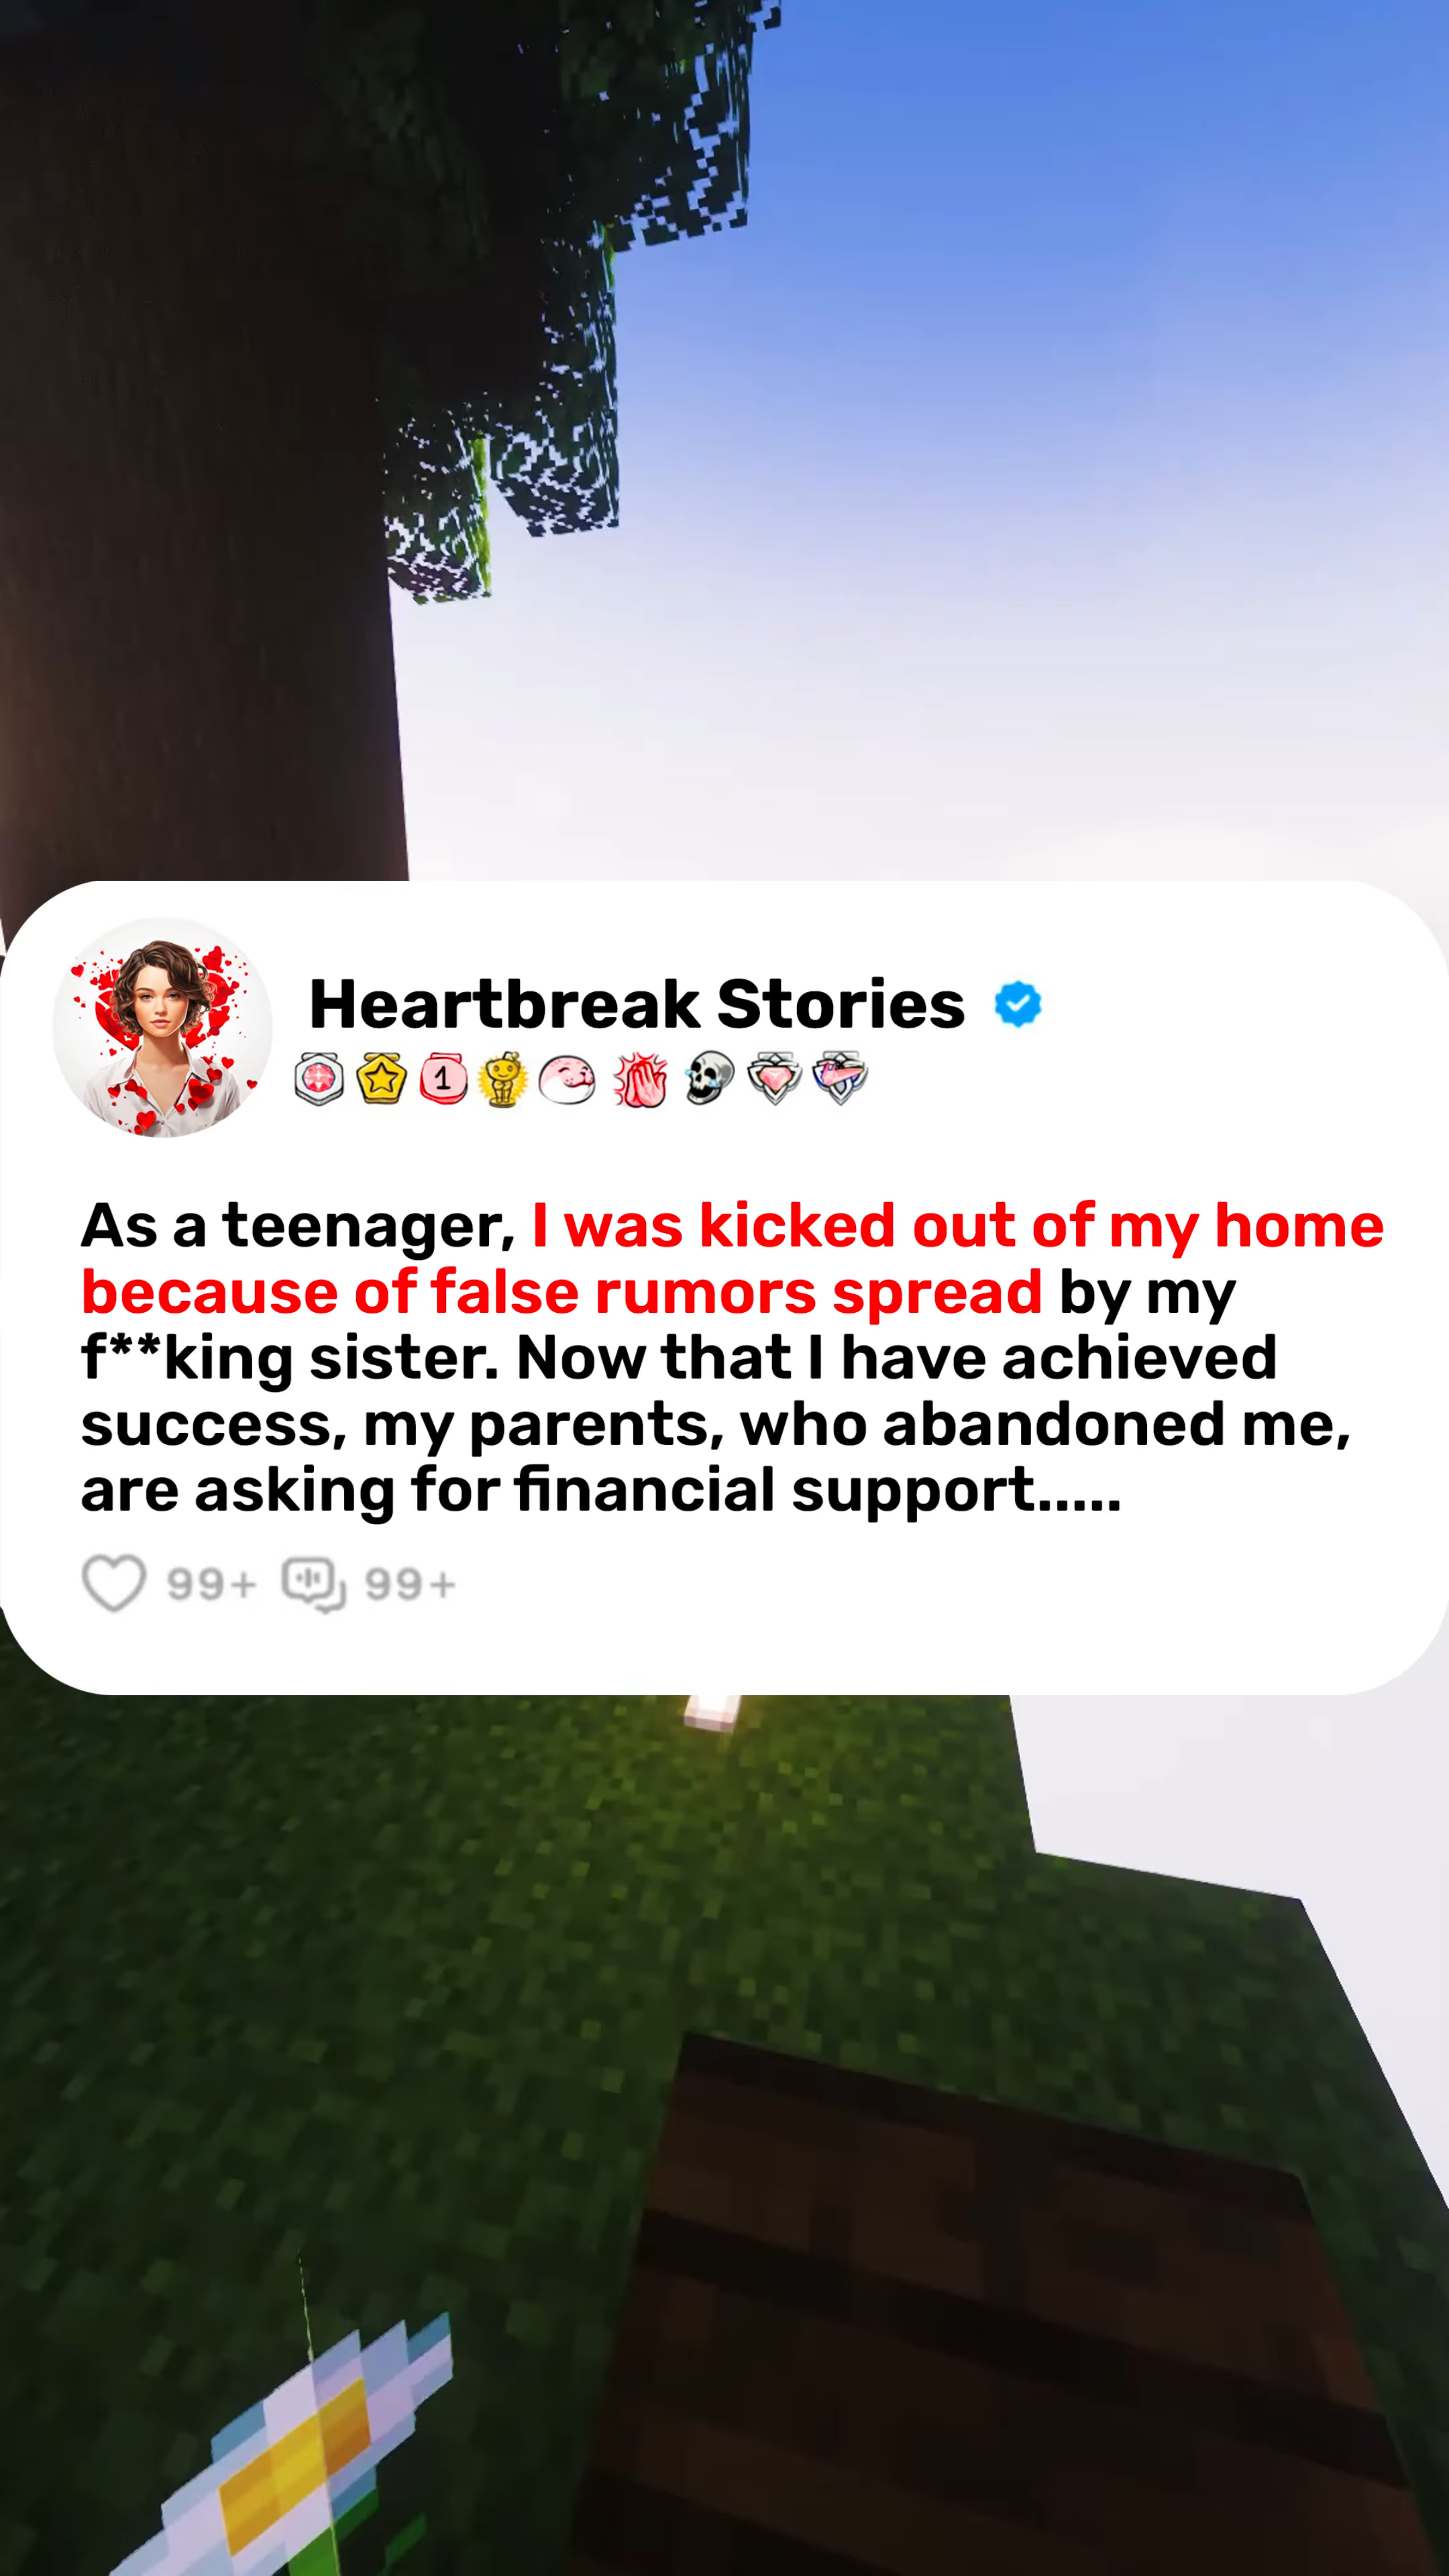 Heartbreak Stories
1
As a teenager, I was kicked out of my home
because of false rumors spread by my
f**king sister. Now that I have achieved
success, my parents, who abandoned me,
are asking for financial support.....
99+ 99+